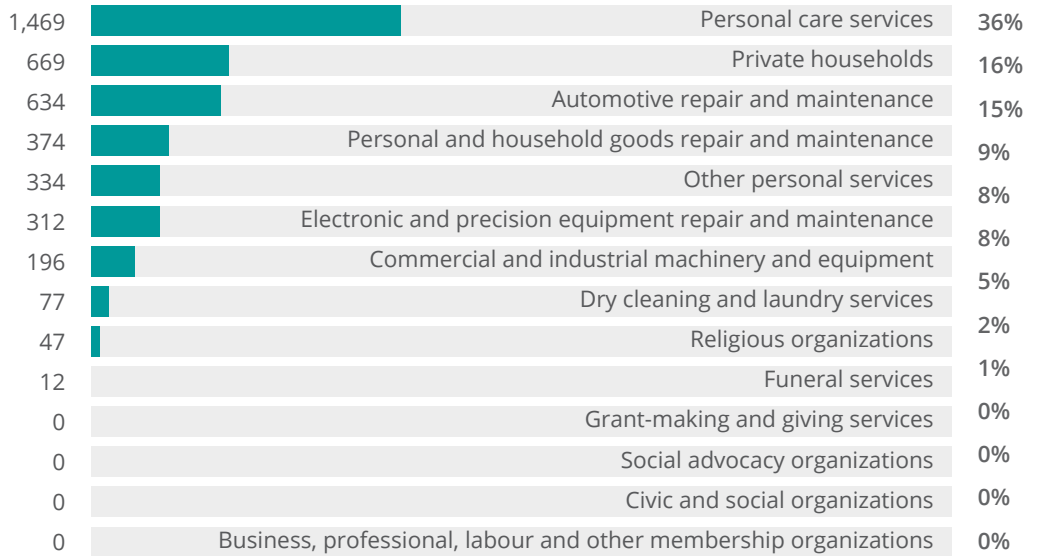 1,469 Personal care services 36%
669 Private households 16%
634 Automotive repair and maintenance 15%
374 Personal and household goods repair and maintenance 9%
334 Other personal services 8%
312 Electronic and precision equipment repair and maintenance 8%
196 Commercial and industrial machinery and equipment 5%
77 Dry cleaning and laundry services 2%
47 Religious organizations 1%
12 Funeral services 0%
0 Grant-making and giving services 0%
0 Social advocacy organizations 0%
0 Civic and social organizations 0%
0 Business, professional, labour and other membership organizations